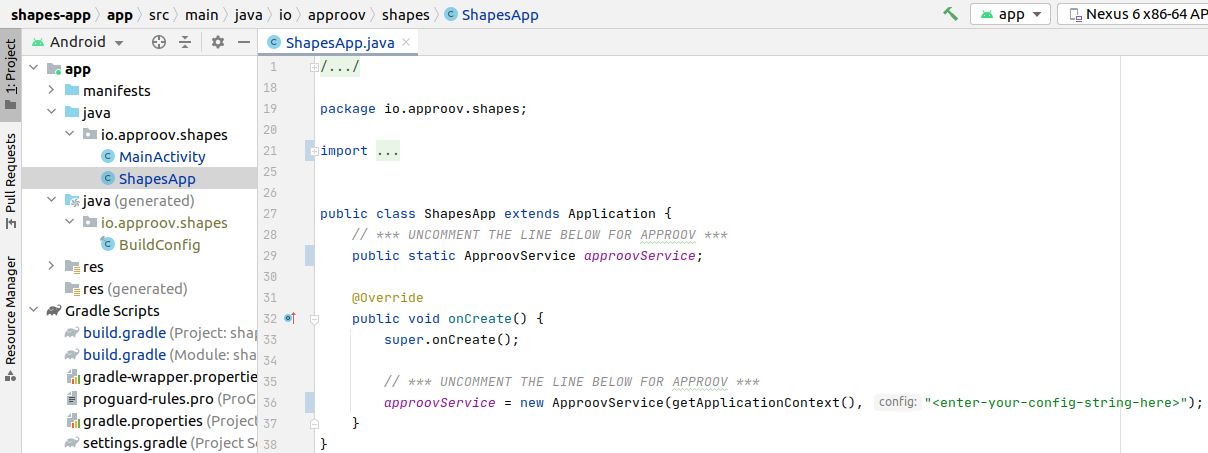 shapes-app app src main java io approov shapes ShapesApp app Nexus 6 x86-64 AP
1: Project
Pull Requests
Resource Manager
Android
app
manifests
java
io.approov.shapes
MainActivity
ShapesApp
java (generated)
io.approov.shapes
BuildConfig
res
res (generated)
Gradle Scripts
build.gradle (Project: shap
build.gradle (Module: sha
gradle-wrapper.propertie
proguard-rules.pro (ProG
gradle.properties (Project
settings.gradle (Project Se
ShapesApp.java
1 /.../
18
19 package io.approov.shapes;
20
21 import ...
25
26
27 public class ShapesApp extends Application {
28 // *** UNCOMMENT THE LINE BELOW FOR APPROOV ***
29 public static ApproovService approovService;
30
31 @Override
32 public void onCreate() {
33 super.onCreate();
34
35 // *** UNCOMMENT THE LINE BELOW FOR APPROOV ***
36 approovService = new ApproovService(getApplicationContext(), config: "<enter-your-config-string-here>");
37 }
38 }